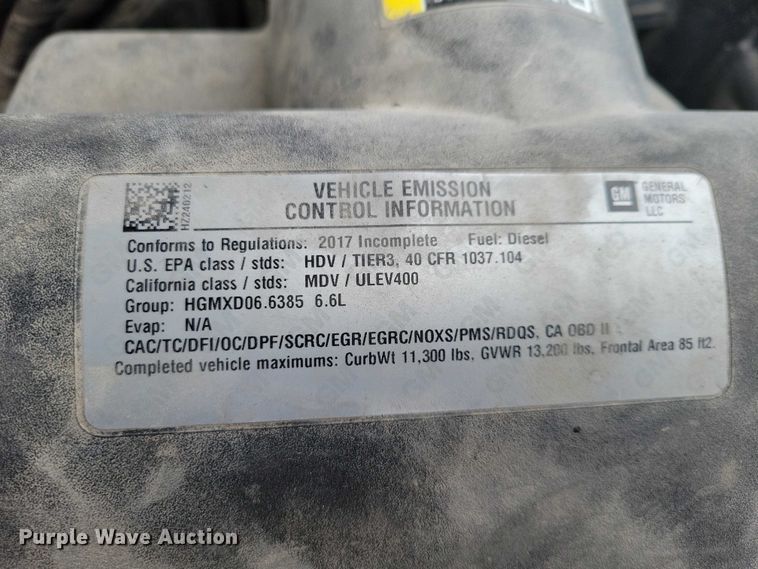 VEHICLE EMISSION
CONTROL INFORMATION
HZ240212
GM
GENERAL
MOTORS
LLC
Conforms to Regulations: 2017 Incomplete Fuel: Diesel
U.S. EPA class / stds: HDV / TIER3, 40 CFR 1037.104
California class / stds: MDV / ULEV400
Group: HGMXD06.6385 6.6L
Evap: N/A
CAC/TC/DFI/OC/DPF/SCRC/EGR/EGRC/NOXS/PMS/RDQS, CA OBD II
Completed vehicle maximums: CurbWt 11,300 lbs, GVWR 13,200 lbs, Frontal Area 85 ft2.
Purple Wave Auction